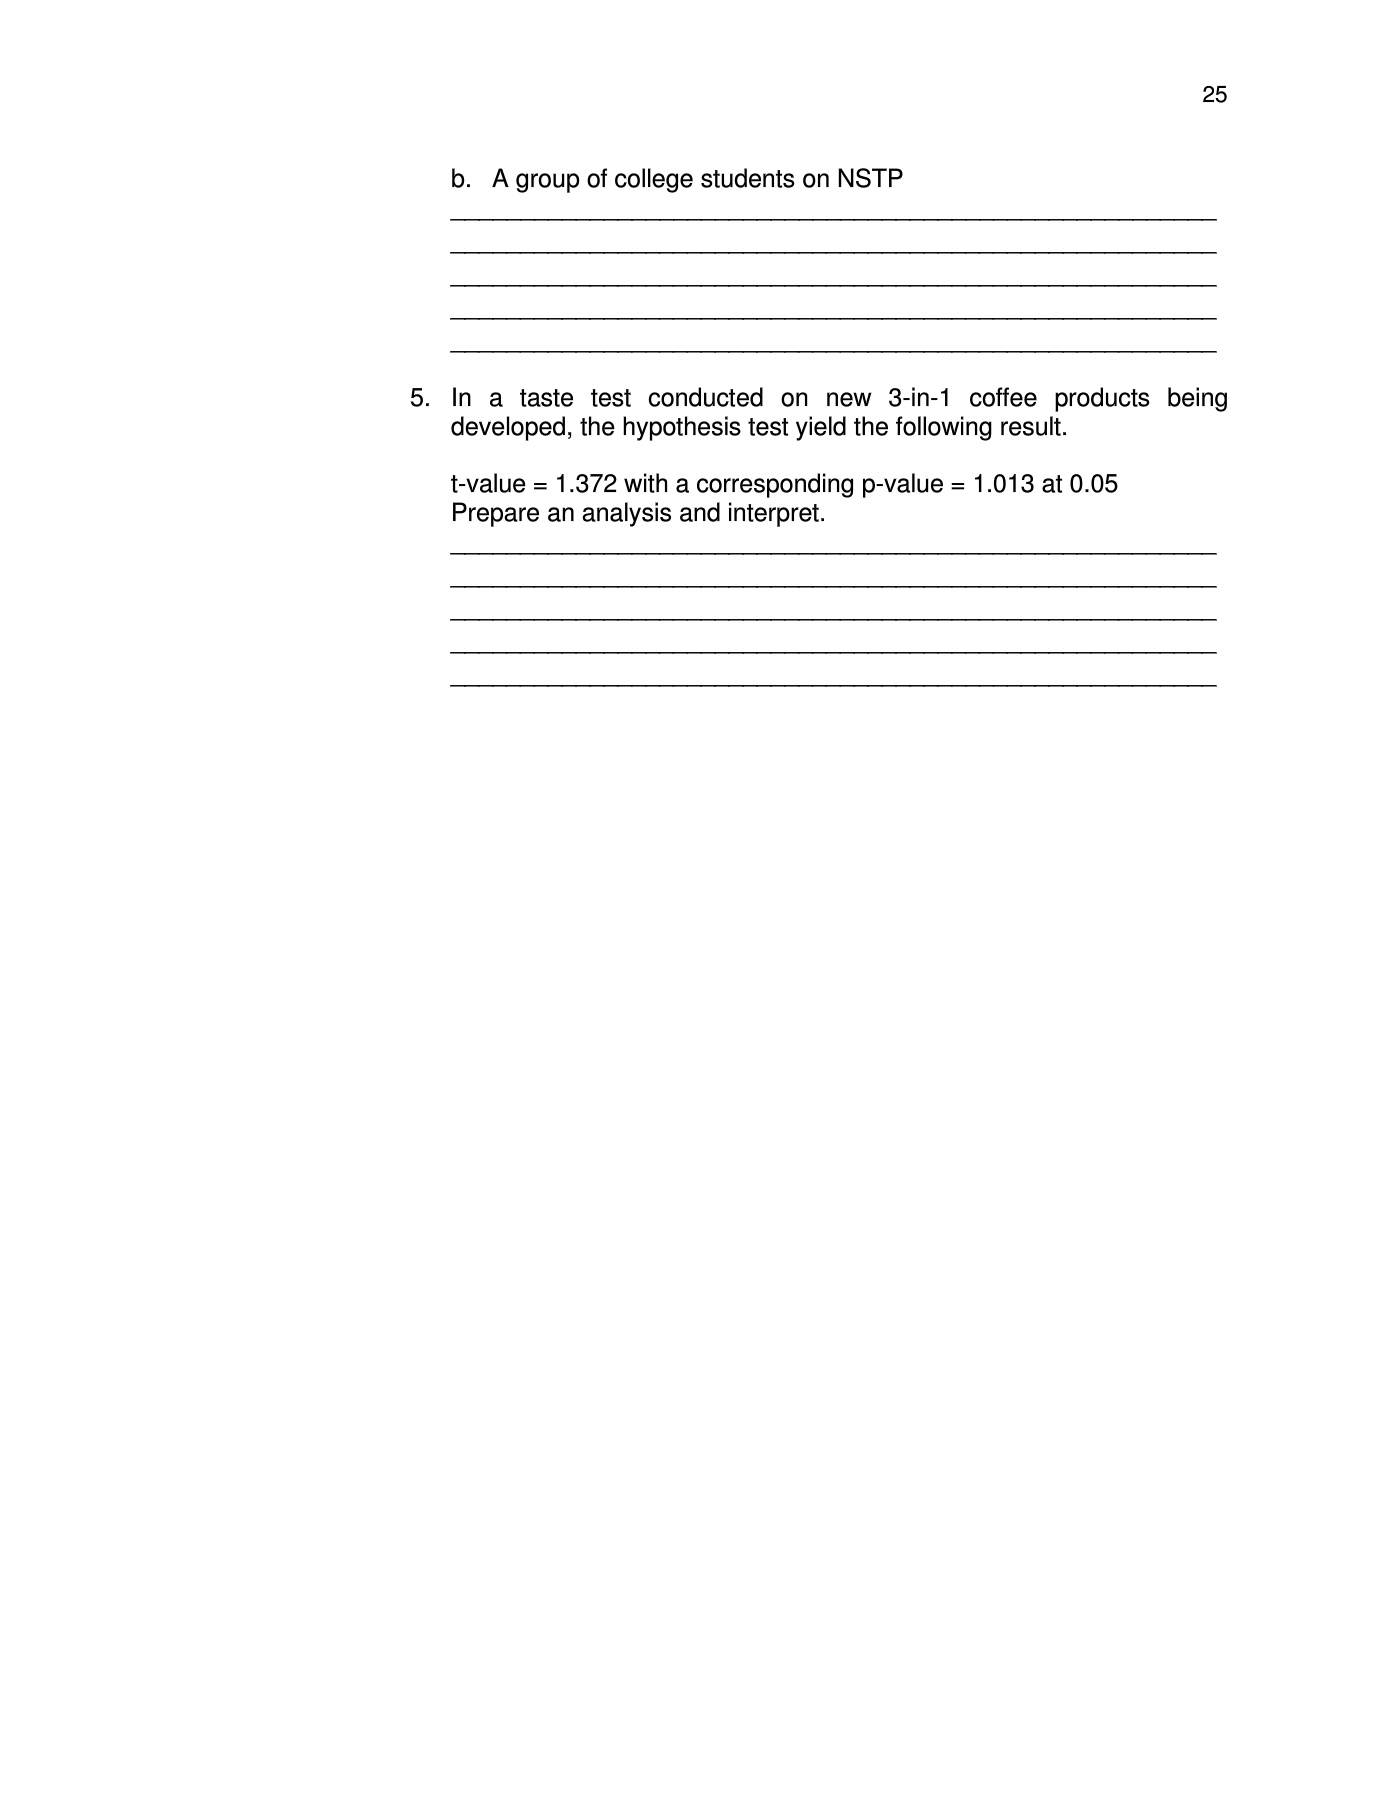 25
b. A group of college students on NSTP
5. In a taste test conducted on new 3-in-1 coffee products being
developed, the hypothesis test yield the following result.
t-value = 1.372 with a corresponding p-value = 1.013 at 0.05
Prepare an analysis and interpret.